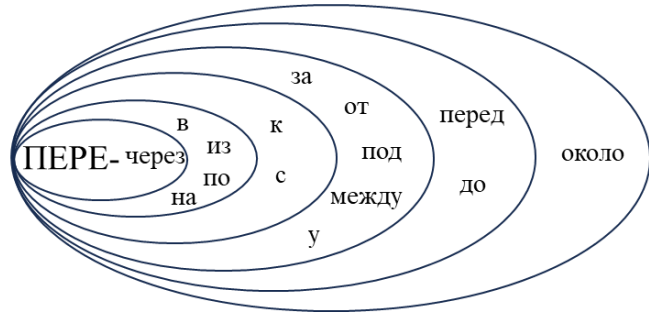 за
от
перед
в
к
ПЕРЕ- через
из
под
около
по
с
до
на
между
у